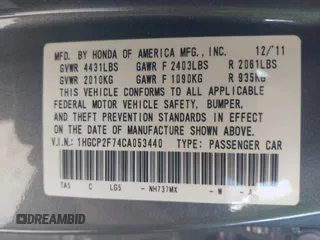 MFD. BY HONDA OF AMERICA MFG., INC. 12/11
GVWR 4431LBS GAWR F 2403LBS R 2061LBS
GVWR 2010KG GAWR F 1090KG R 935KG
THIS VEHICLE CONFORMS TO ALL APPLICABLE
FEDERAL MOTOR VEHICLE SAFETY, BUMPER,
AND THEFT PREVENTION STANDARDS IN EFFECT ON
THE DATE OF MANUFACTURE SHOWN ABOVE.
V.I.N.: 1HGCP2F74CA053440 TYPE: PASSENGER CAR
TA5 C LG5 - NH737MX - W - A
DREAMBID